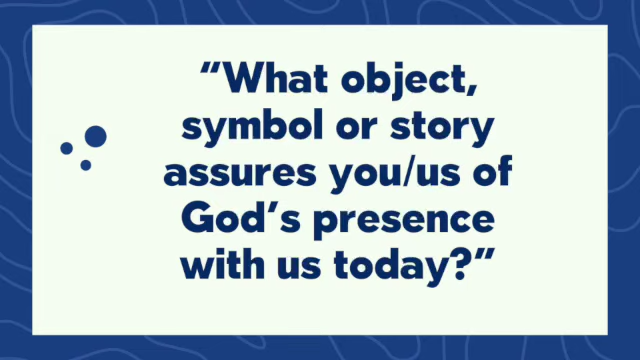 “What object,
symbol or story
assures you/us of
God’s presence
with us today?”